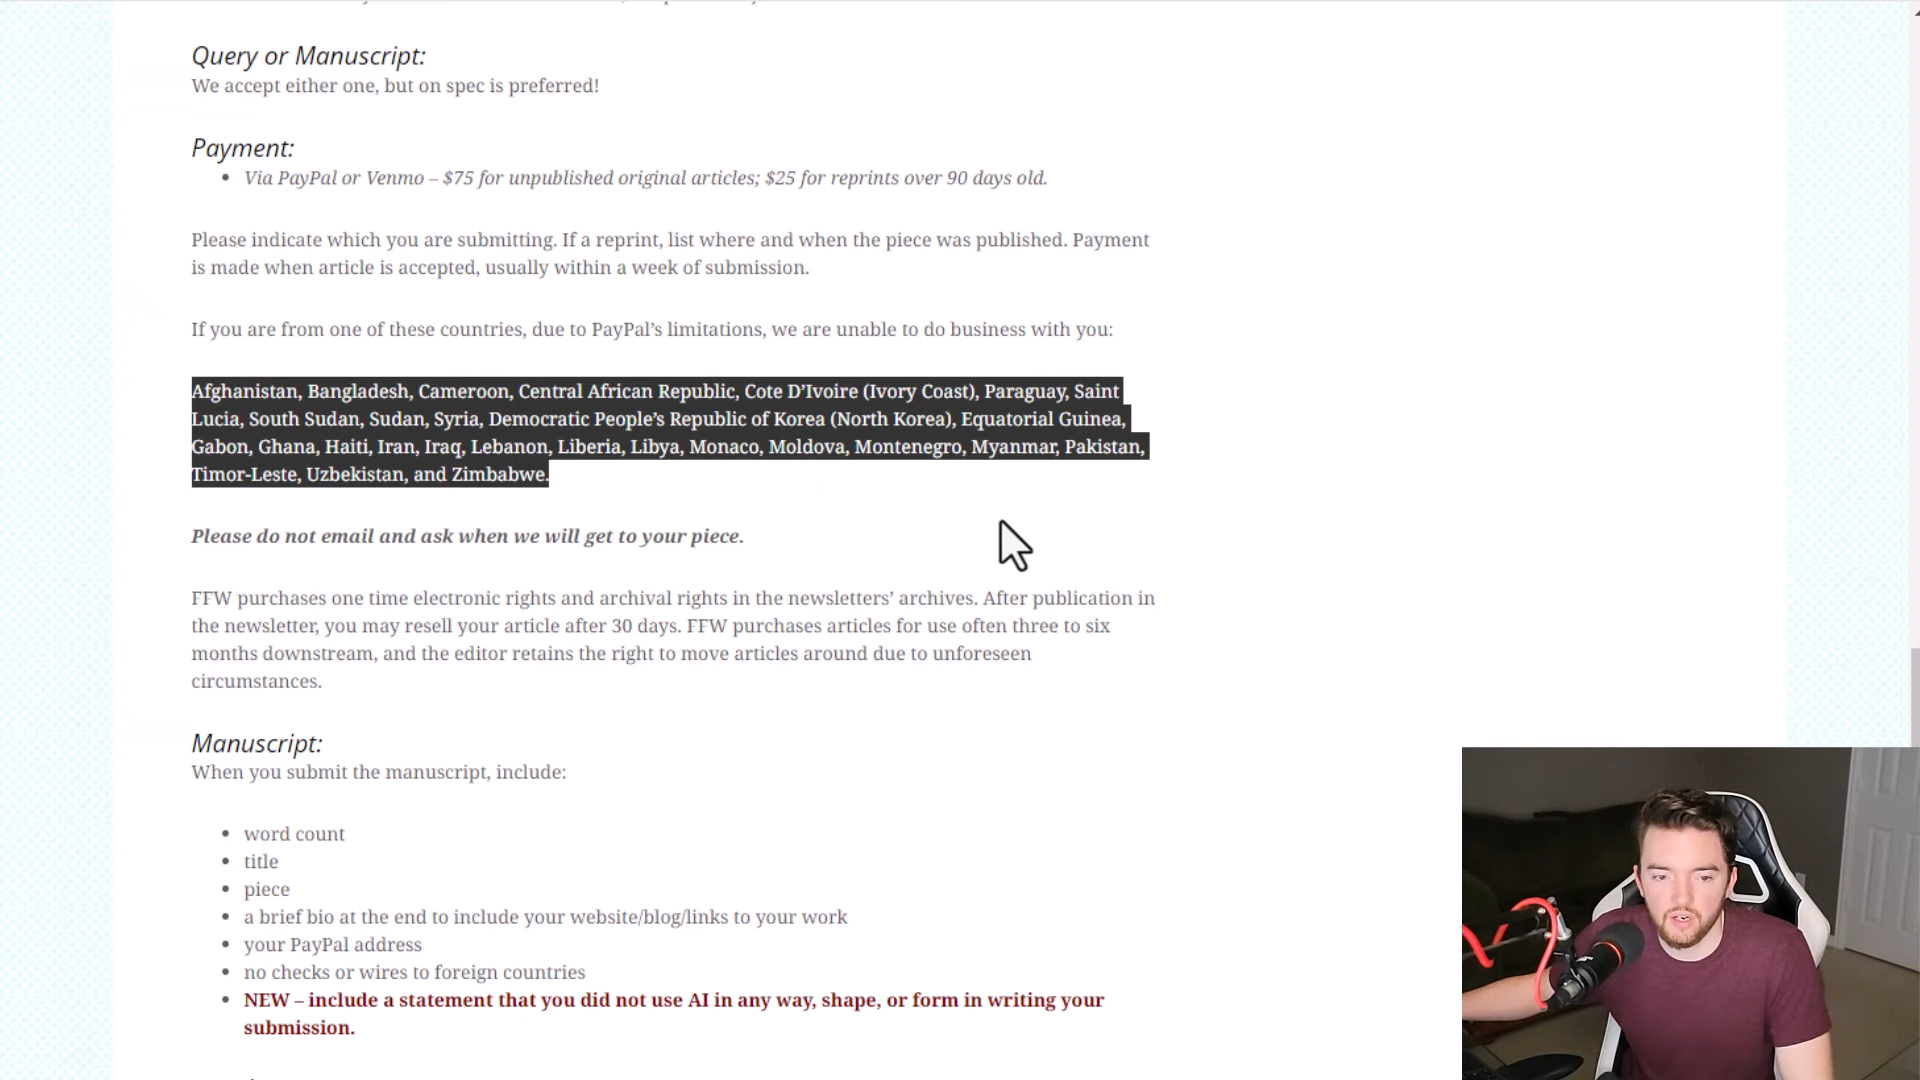 Query or Manuscript:
We accept either one, but on spec is preferred!
Payment:
• Via PayPal or Venmo – $75 for unpublished original articles; $25 for reprints over 90 days old.
Please indicate which you are submitting. If a reprint, list where and when the piece was published. Payment
is made when article is accepted, usually within a week of submission.
If you are from one of these countries, due to PayPal’s limitations, we are unable to do business with you:
Afghanistan, Bangladesh, Cameroon, Central African Republic, Cote D’Ivoire (Ivory Coast), Paraguay, Saint
Lucia, South Sudan, Sudan, Syria, Democratic People’s Republic of Korea (North Korea), Equatorial Guinea,
Gabon, Ghana, Haiti, Iran, Iraq, Lebanon, Liberia, Libya, Monaco, Moldova, Montenegro, Myanmar, Pakistan,
Timor-Leste, Uzbekistan, and Zimbabwe.
Please do not email and ask when we will get to your piece.
FFW purchases one time electronic rights and archival rights in the newsletters’ archives. After publication in
the newsletter, you may resell your article after 30 days. FFW purchases articles for use often three to six
months downstream, and the editor retains the right to move articles around due to unforeseen
circumstances.
Manuscript:
When you submit the manuscript, include:
• word count
• title
• piece
• a brief bio at the end to include your website/blog/links to your work
• your PayPal address
• no checks or wires to foreign countries
• NEW – include a statement that you did not use AI in any way, shape, or form in writing your
submission.